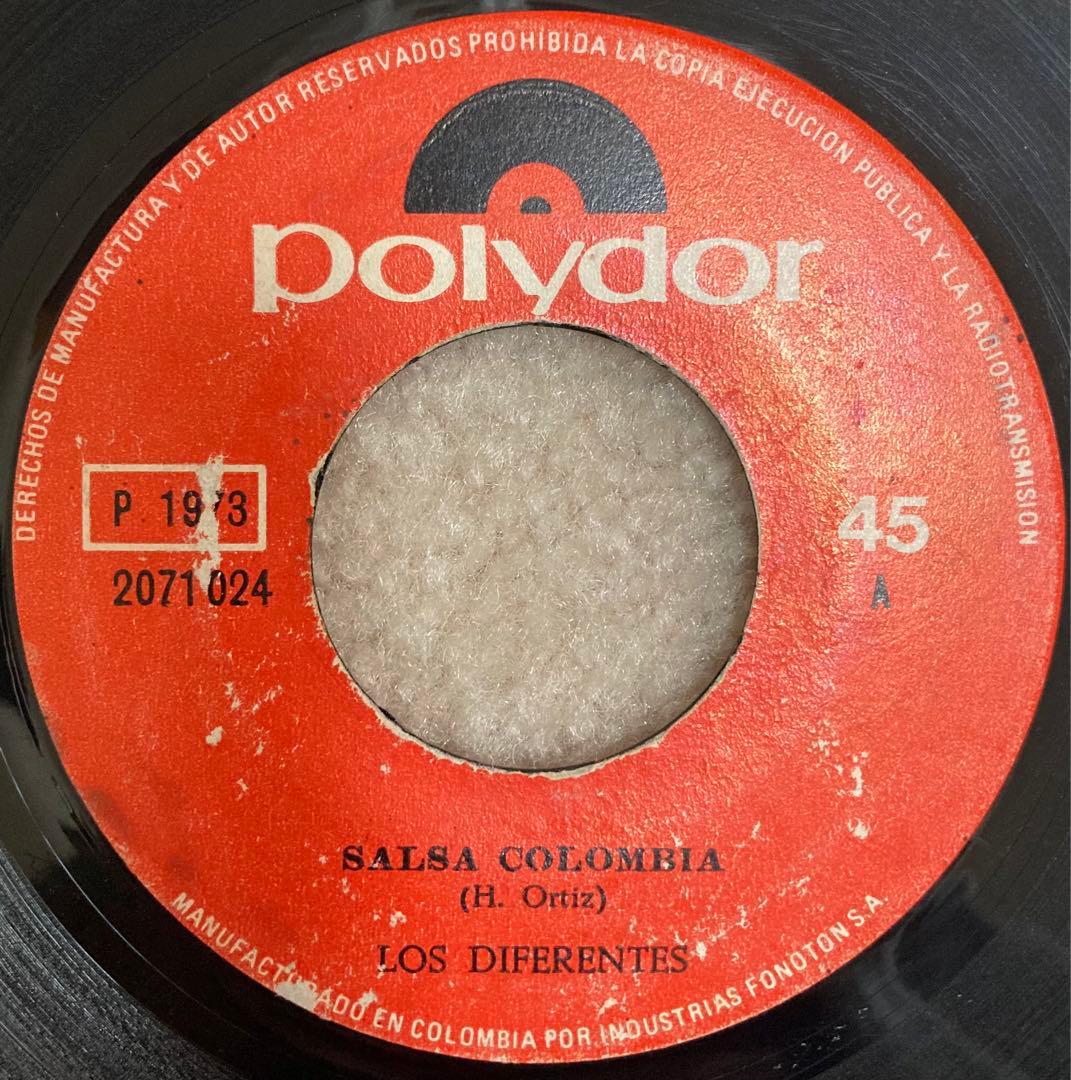 DERECHOS DE MANUFACTURA Y DE AUTOR RESERVADOS PROHIBIDA LA COPIA EJECUCION PUBLICA Y LA RADIOTRANSMISION
polydor
P 1973
45
2071 024
A
SALSA COLOMBIA
(H. Ortiz)
LOS DIFERENTES
MANUFACTURADO EN COLOMBIA POR INDUSTRIAS FONOTON S.A.